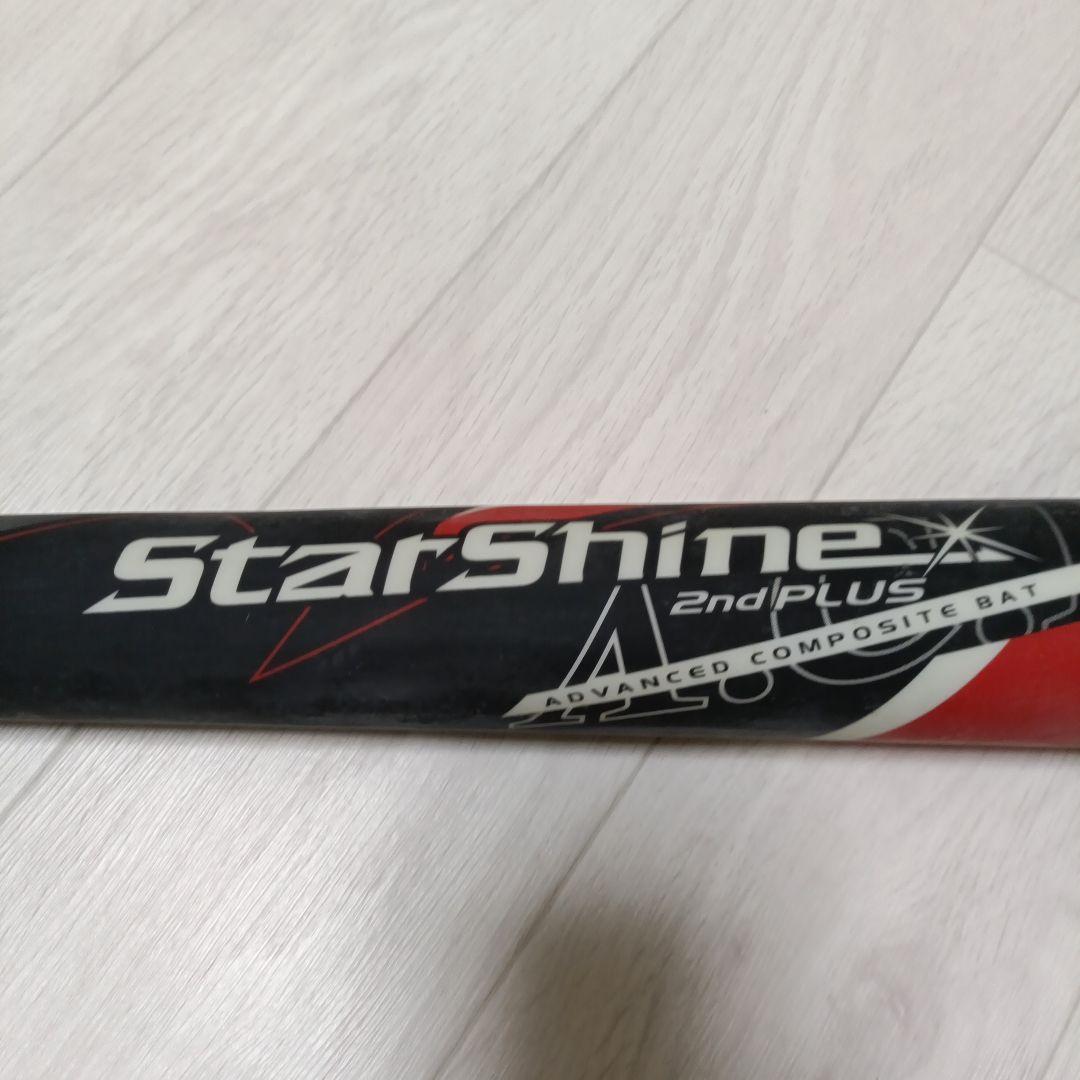 StarShine
2nd PLUS
ADVANCED COMPOSITE BAT
A.C.